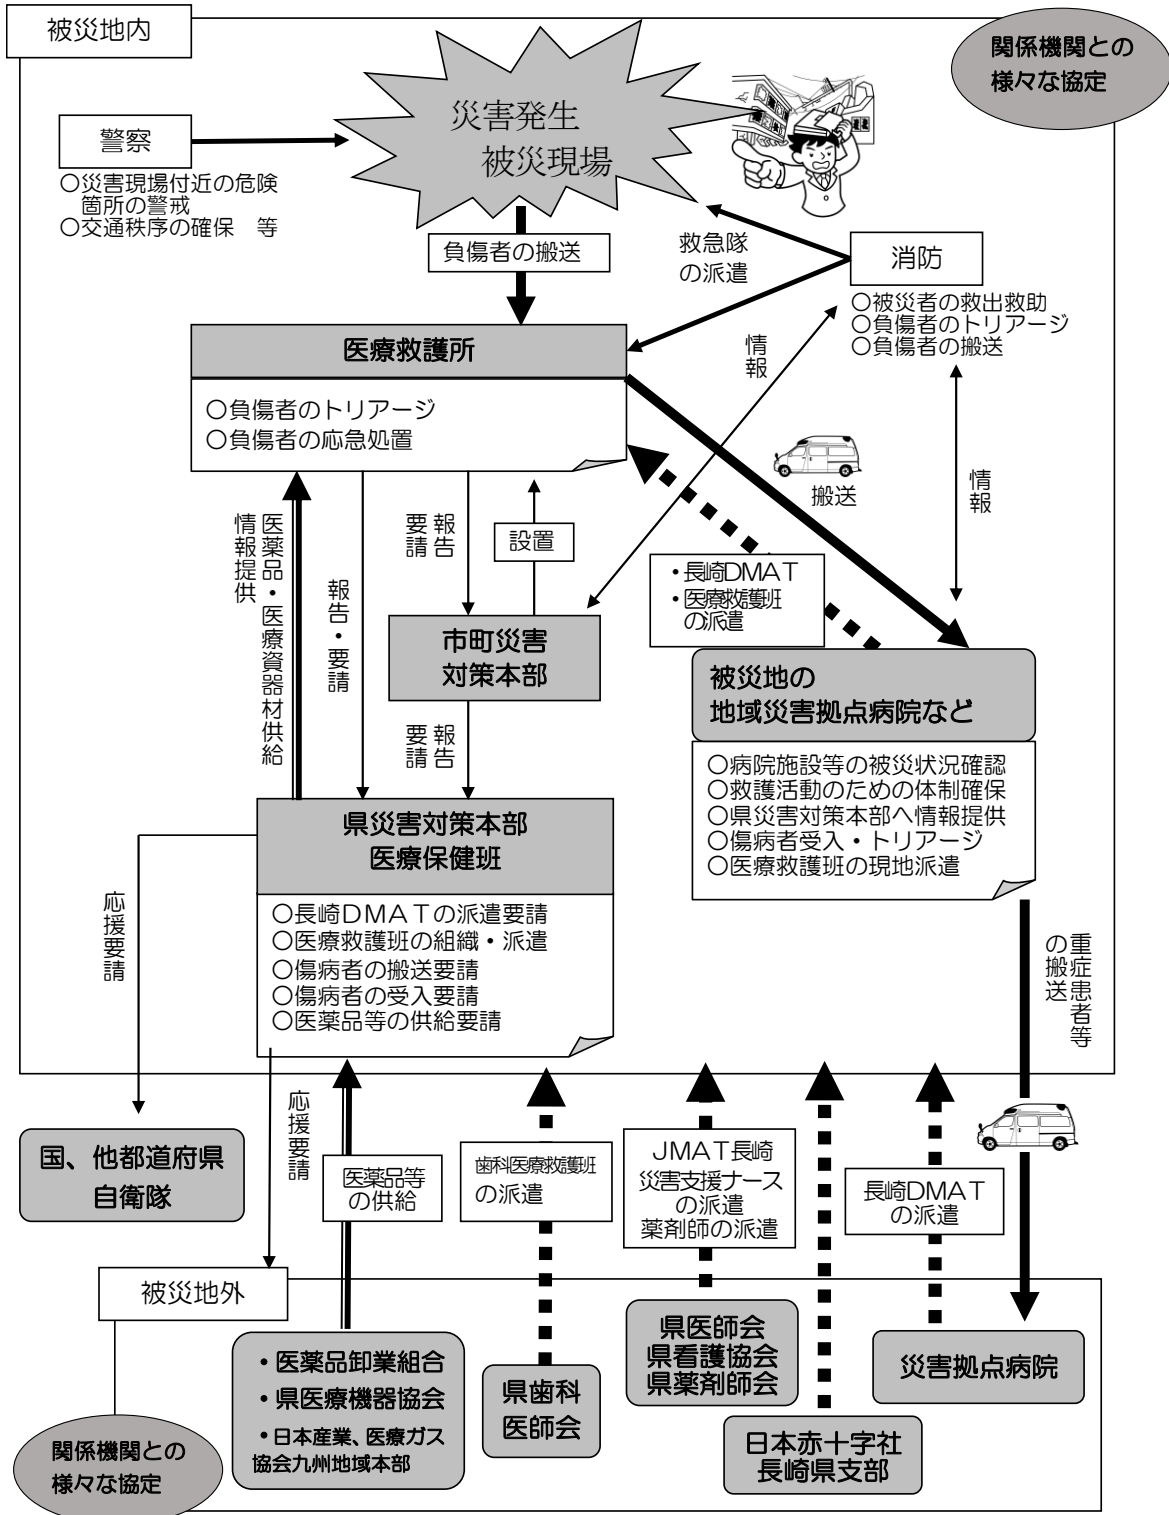 被災地内
関係機関との
様々な協定
災害発生
被災現場
警察
○災害現場付近の危険
箇所の警戒
○交通秩序の確保　等
負傷者の搬送
救急隊
の派遣
消防
○被災者の救出救助
○負傷者のトリアージ
○負傷者の搬送
医療救護所
○負傷者のトリアージ
○負傷者の応急処置
情報
搬送
情報
医薬品・医療資器材供給
情報提供
報告・要請
報告
要請
設置
・長崎DMAT
・医療救護班
の派遣
市町災害
対策本部
報告
要請
被災地の
地域災害拠点病院など
○病院施設等の被災状況確認
○救護活動のための体制確保
○県災害対策本部へ情報提供
○傷病者受入・トリアージ
○医療救護班の現地派遣
県災害対策本部
医療保健班
○長崎DMATの派遣要請
○医療救護班の組織・派遣
○傷病者の搬送要請
○傷病者の受入要請
○医薬品等の供給要請
応援要請
重症患者等
の搬送
国、他都道府県
自衛隊
応援要請
医薬品等
の供給
歯科医療救護班
の派遣
JMAT長崎
災害支援ナース
の派遣
薬剤師の派遣
長崎DMAT
の派遣
被災地外
・医薬品卸業組合
・県医療機器協会
・日本産業、医療ガス
協会九州地域本部
県歯科
医師会
県医師会
県看護協会
県薬剤師会
日本赤十字社
長崎県支部
災害拠点病院
関係機関との
様々な協定